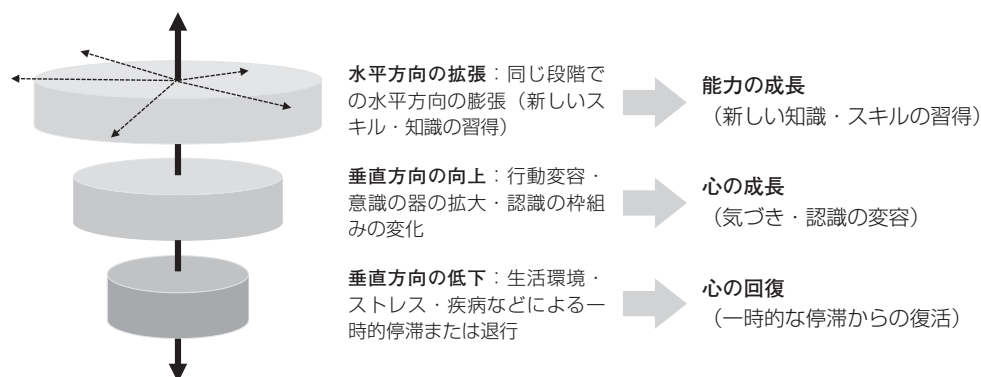 水平方向の拡張：同じ段階で
の水平方向の膨張（新しいス
キル・知識の習得）
能力の成長
（新しい知識・スキルの習得）
垂直方向の向上：行動変容・
意識の器の拡大・認識の枠組
みの変化
心の成長
（気づき・認識の変容）
垂直方向の低下：生活環境・
ストレス・疾病などによる一
時的停滞または退行
心の回復
（一時的な停滞からの復活）